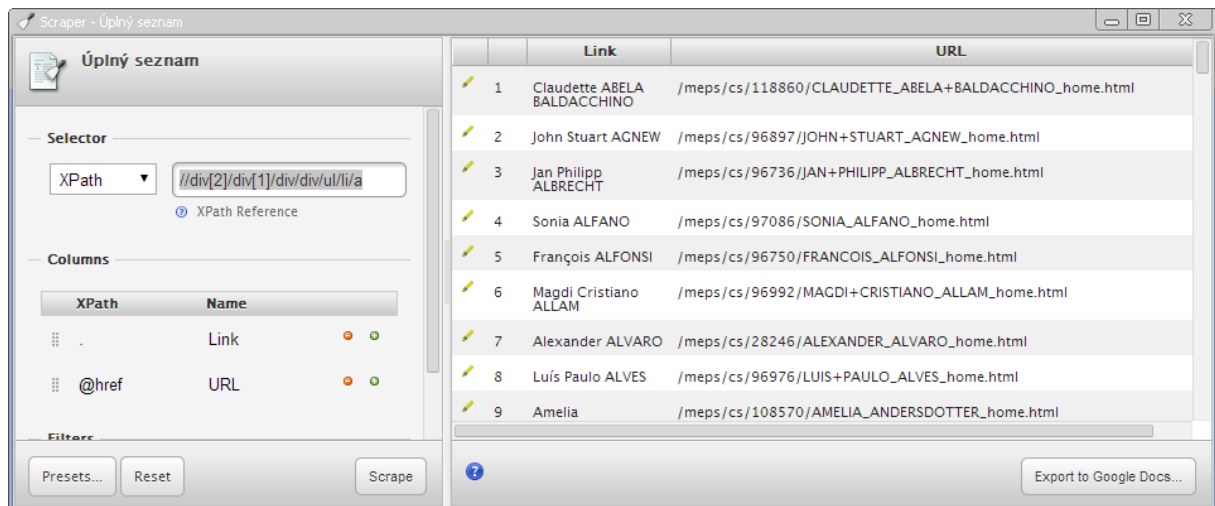 Scraper - Úplný seznam
Úplný seznam
Selector
XPath
//div[2]/div[1]/div/div/ul/li/a
XPath Reference
Columns
XPath Name
. Link
@href URL
Filters
Presets... Reset Scrape
Link URL
1 Claudette ABELA BALDACCHINO /meps/cs/118860/CLAUDETTE_ABELA+BALDACCHINO_home.html
2 John Stuart AGNEW /meps/cs/96897/JOHN+STUART_AGNEW_home.html
3 Jan Philipp ALBRECHT /meps/cs/96736/JAN+PHILIPP_ALBRECHT_home.html
4 Sonia ALFANO /meps/cs/97086/SONIA_ALFANO_home.html
5 François ALFONSI /meps/cs/96750/FRANCOIS_ALFONSI_home.html
6 Magdi Cristiano ALLAM /meps/cs/96992/MAGDI+CRISTIANO_ALLAM_home.html
7 Alexander ALVARO /meps/cs/28246/ALEXANDER_ALVARO_home.html
8 Luís Paulo ALVES /meps/cs/96976/LUIS+PAULO_ALVES_home.html
9 Amelia /meps/cs/108570/AMELIA_ANDERSDOTTER_home.html
Export to Google Docs...